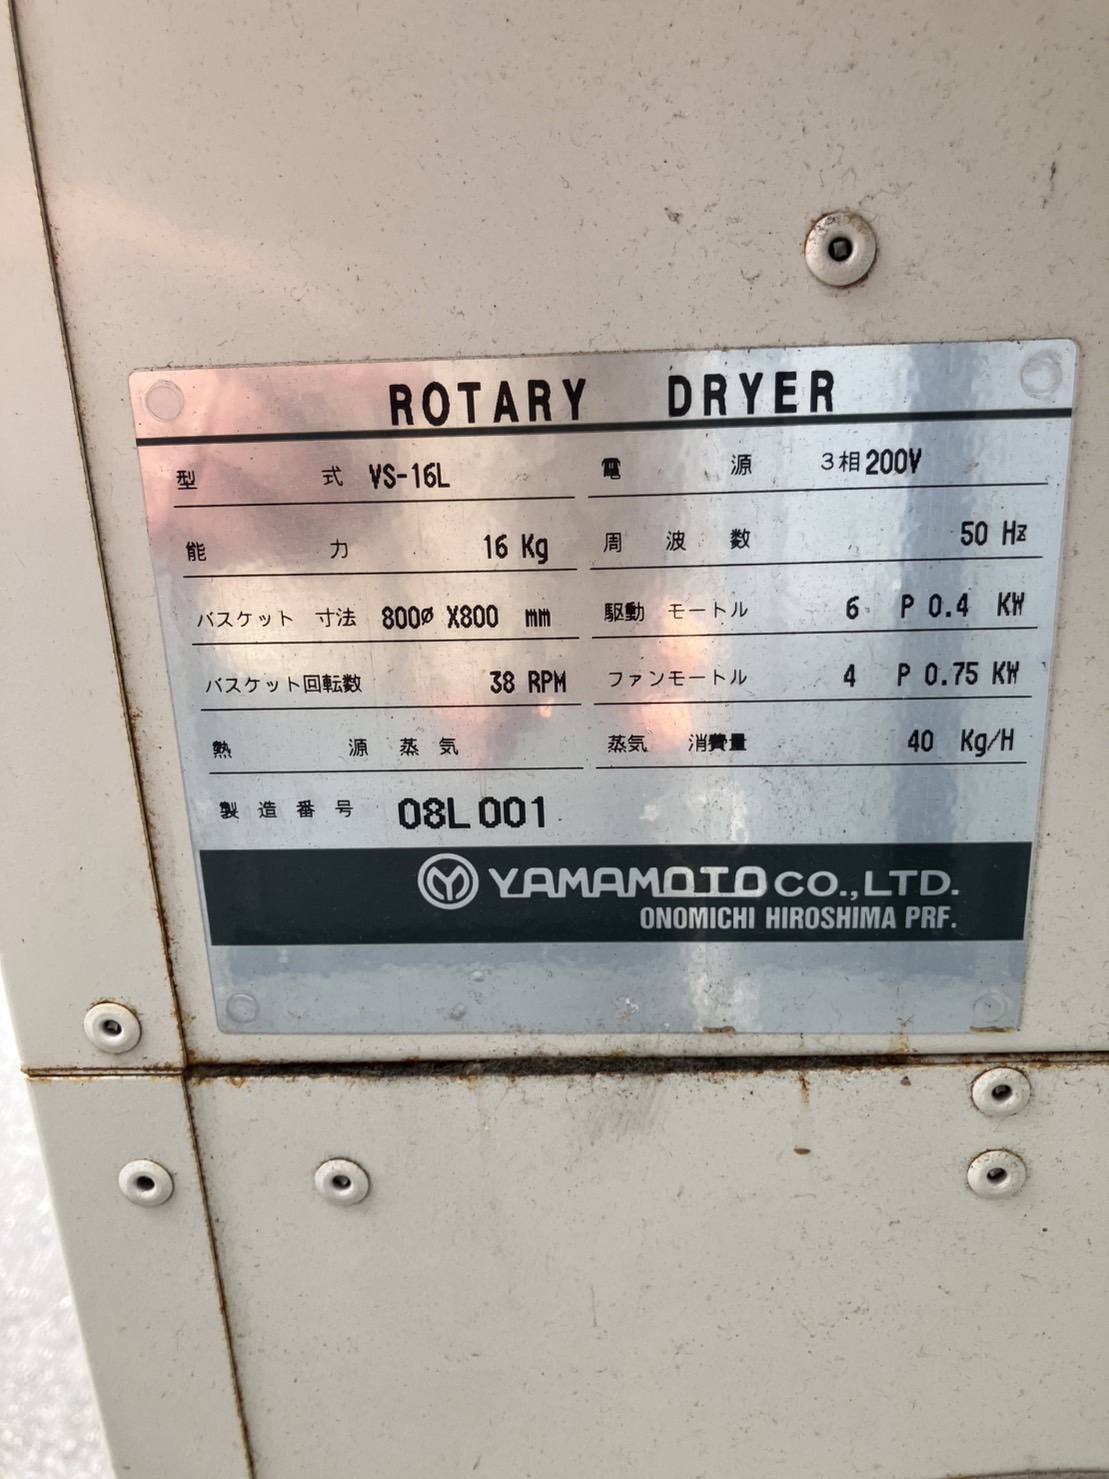 ROTARY DRYER
型式 VS-16L
電源 3相200V
能力 16 Kg
周波数 50 Hz
バスケット 寸法 800ø X800 mm
駆動 モートル 6 P 0.4 KW
バスケット回転数 38 RPM
ファンモートル 4 P 0.75 KW
熱源 蒸気
蒸気 消費量 40 Kg/H
製造番号 08L001
YAMAMOTO CO.,LTD.
ONOMICHI HIROSHIMA PRF.